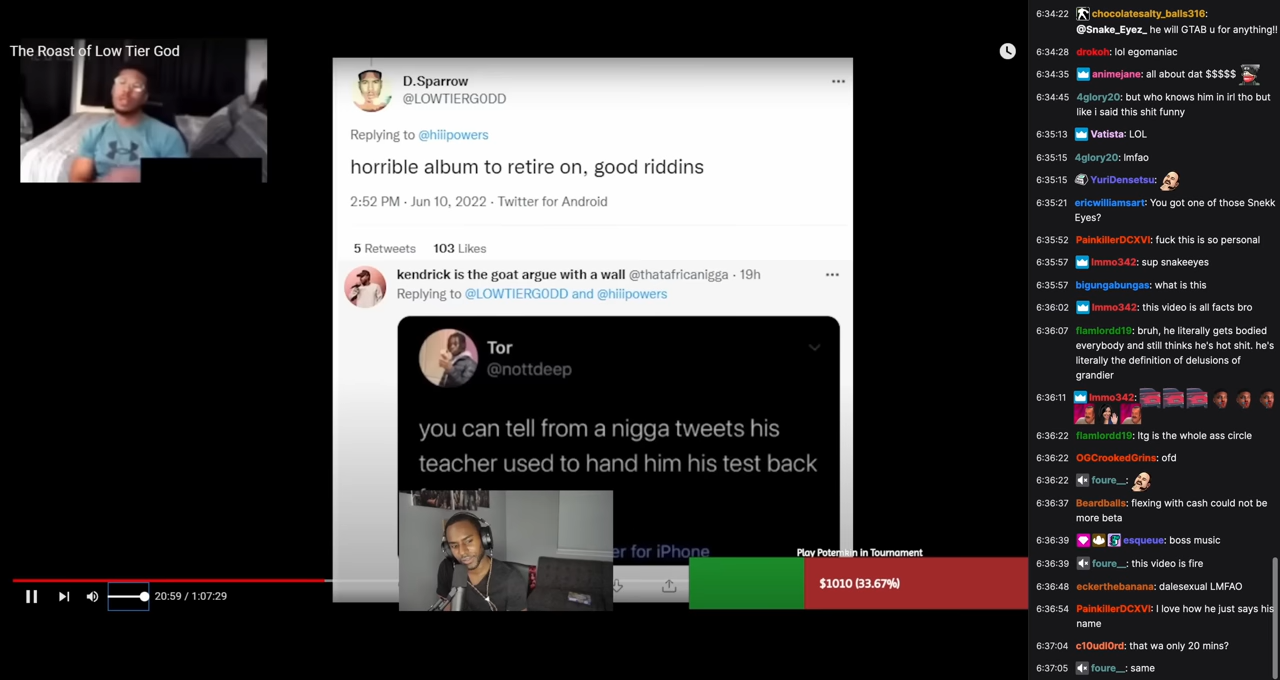 The Roast of Low Tier God
D.Sparrow
@LOWTIERG0DD
Replying to @hiiipowers
horrible album to retire on, good riddins
2:52 PM · Jun 10, 2022 · Twitter for Android
5 Retweets 103 Likes
kendrick is the goat argue with a wall @thatafricanigga · 19h
Replying to @LOWTIERG0DD and @hiiipowers
Tor
@nottdeep
you can tell from a nigga tweets his
teacher used to hand him his test back
er for iPhone
Play Potemkin in Tournament
$1010 (33.67%)
20:59 / 1:07:29
6:34:22 chocolatesalty_balls316:
@Snake_Eyez_ he will GTAB u for anything!!
6:34:28 drokoh: lol egomaniac
6:34:35 animejane: all about dat $$$$$
6:34:45 4glory20: but who knows him in irl tho but
like i said this shit funny
6:35:13 Vatista: LOL
6:35:15 4glory20: lmfao
6:35:15 YuriDensetsu:
6:35:21 ericwilliamsart: You got one of those Snekk
Eyes?
6:35:52 PainkillerDCXVI: fuck this is so personal
6:35:57 Immo342: sup snakeeyes
6:35:57 bigungabungas: what is this
6:36:02 Immo342: this video is all facts bro
6:36:07 flamlordd19: bruh, he literally gets bodied
everybody and still thinks he's hot shit. he's
literally the definition of delusions of
grandier
6:36:11 Immo342:
6:36:22 flamlordd19: ltg is the whole ass circle
6:36:22 OGCrookedGrins: ofd
6:36:22 foure__:
6:36:37 Beardballs: flexing with cash could not be
more beta
6:36:39 esqueue: boss music
6:36:39 foure__: this video is fire
6:36:48 eckerthebanana: dalesexual LMFAO
6:36:54 PainkillerDCXVI: I love how he just says his
name
6:37:04 c10udl0rd: that wa only 20 mins?
6:37:05 foure__: same